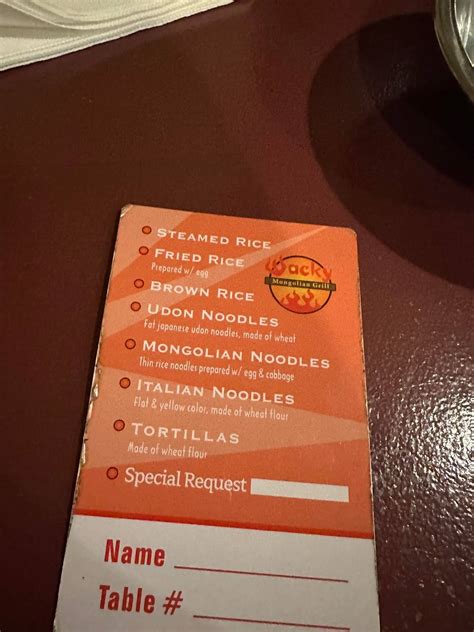 Steamed Rice
Fried Rice
Prepared w/ egg
Wacky
Mongolian Grill
Brown Rice
Udon Noodles
Fat japanese udon noodles, made of wheat
Mongolian Noodles
Thin rice noodles prepared w/ egg & cabbage
Italian Noodles
Flat & yellow color, made of wheat flour
Tortillas
Made of wheat flour
Special Request
Name
Table #